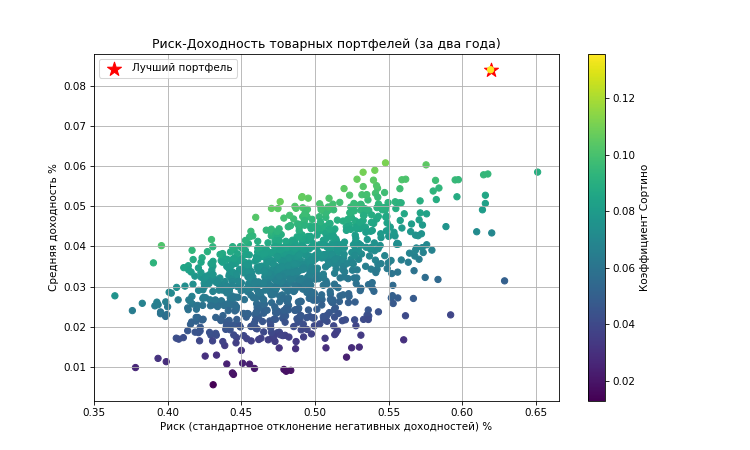 Риск-Доходность товарных портфелей (за два года)
Лучший портфель
Средняя доходность %
0.08
0.07
0.06
0.05
0.04
0.03
0.02
0.01
0.35 0.40 0.45 0.50 0.55 0.60 0.65
Риск (стандартное отклонение негативных доходностей) %
0.12
0.10
0.08
0.06
0.04
0.02
Коэффициент Сортино